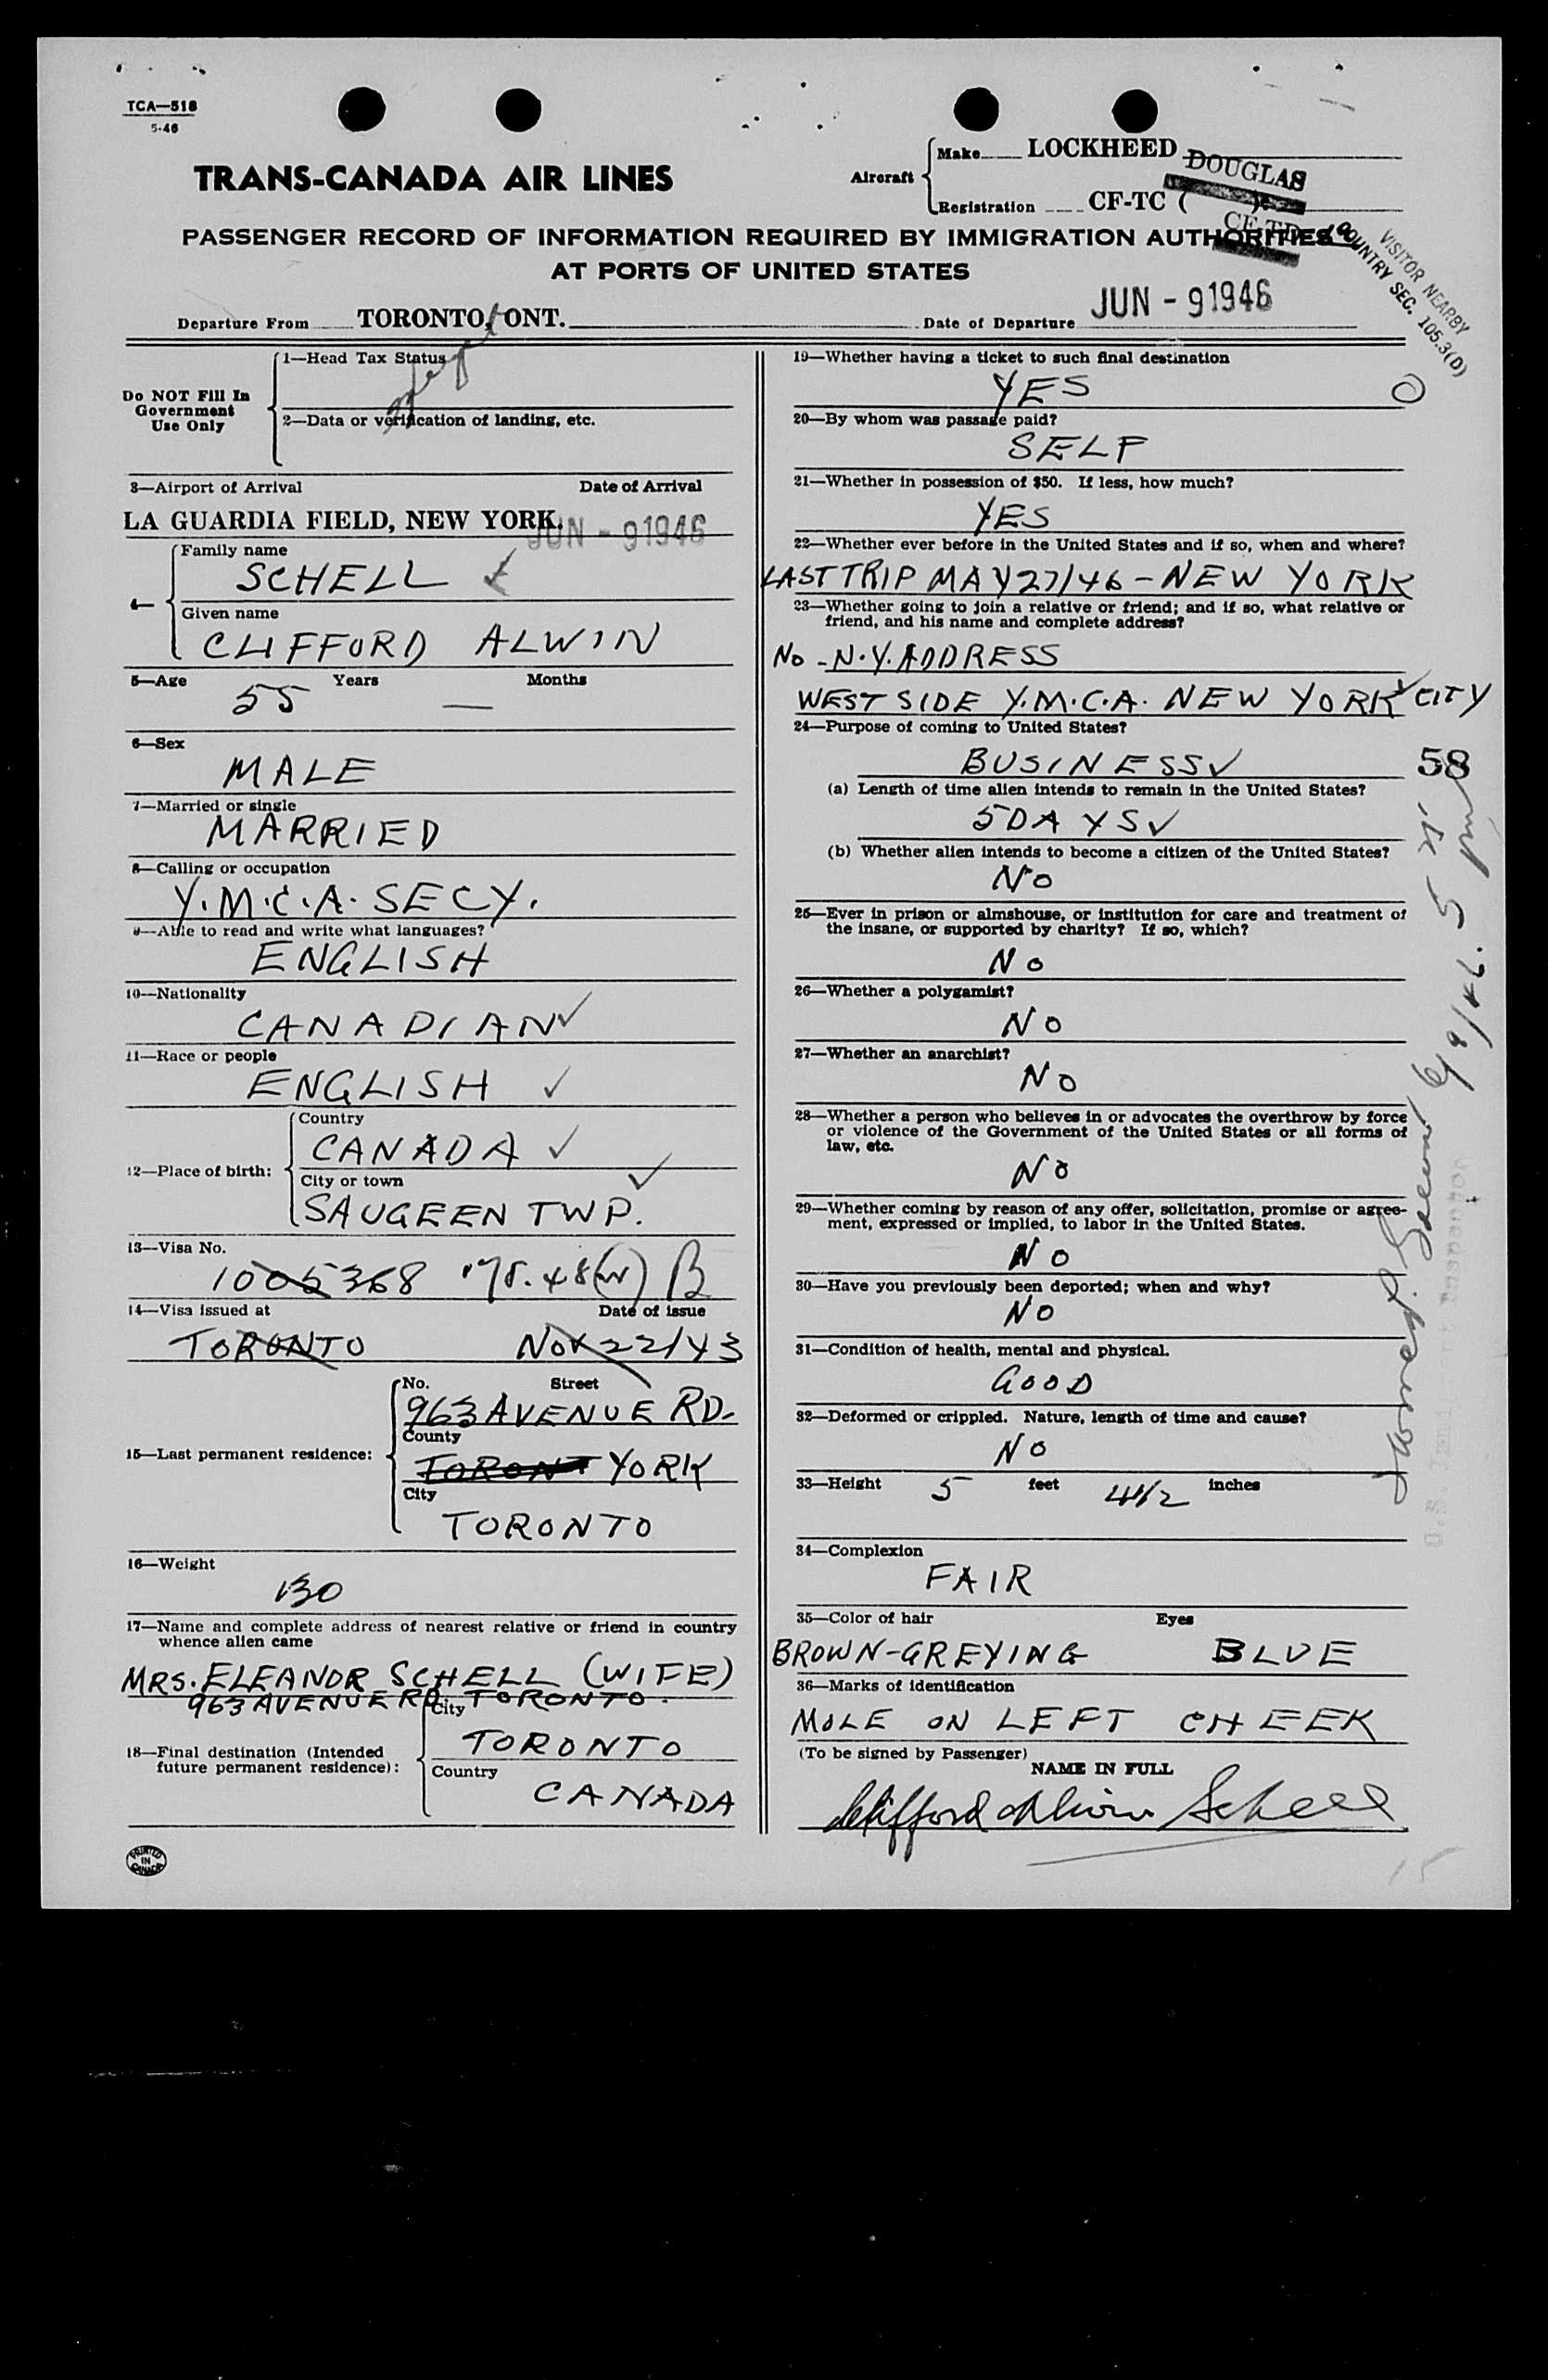 TCA—518
5-46
TRANS-CANADA AIR LINES
Aircraft
Make LOCKHEED DOUGLAS
Registration CF-TC (
CF-TD
PASSENGER RECORD OF INFORMATION REQUIRED BY IMMIGRATION AUTHORITIES
AT PORTS OF UNITED STATES
VISITOR NEARBY
COUNTRY SEC. 105.3(D)
Departure From TORONTO, ONT. Date of Departure JUN - 9 1946
Do NOT Fill In
Government
Use Only
1—Head Tax Status
2—Data or verification of landing, etc.
3—Airport of Arrival Date of Arrival
LA GUARDIA FIELD, NEW YORK. JUN - 9 1946
4—
Family name
SCHELL
Given name
CLIFFORD ALWIN
5—Age Years Months
55 —
6—Sex
MALE
7—Married or single
MARRIED
8—Calling or occupation
Y.M.C.A. SECY.
9—Able to read and write what languages?
ENGLISH
10—Nationality
CANADIAN
11—Race or people
ENGLISH
12—Place of birth:
Country
CANADA
City or town
SAUGEEN TWP.
13—Visa No.
1005368 178.48(W) B
14—Visa issued at Date of issue
TORONTO NOV 22/43
15—Last permanent residence:
No. Street
963 AVENUE RD.
County
TORONT YORK
City
TORONTO
16—Weight
130
17—Name and complete address of nearest relative or friend in country
whence alien came
MRS. ELEANOR SCHELL (WIFE)
963 AVENUE RD. TORONTO.
18—Final destination (Intended
future permanent residence):
City
TORONTO
Country
CANADA
PRINTED
IN
CANADA
19—Whether having a ticket to such final destination
YES
20—By whom was passage paid?
SELF
21—Whether in possession of $50. If less, how much?
YES
22—Whether ever before in the United States and if so, when and where?
LAST TRIP MAY 27/46 - NEW YORK
23—Whether going to join a relative or friend; and if so, what relative or
friend, and his name and complete address?
NO - N.Y. ADDRESS
WEST SIDE Y.M.C.A. NEW YORK CITY
24—Purpose of coming to United States?
BUSINESS
58
(a) Length of time alien intends to remain in the United States?
5 DAYS
(b) Whether alien intends to become a citizen of the United States?
NO
25—Ever in prison or almshouse, or institution for care and treatment of
the insane, or supported by charity? If so, which?
NO
26—Whether a polygamist?
NO
27—Whether an anarchist?
NO
28—Whether a person who believes in or advocates the overthrow by force
or violence of the Government of the United States or all forms of
law, etc.
NO
29—Whether coming by reason of any offer, solicitation, promise or agree-
ment, expressed or implied, to labor in the United States.
NO
30—Have you previously been deported; when and why?
NO
31—Condition of health, mental and physical.
GOOD
32—Deformed or crippled. Nature, length of time and cause?
NO
33—Height 5 feet 4 1/2 inches
34—Complexion
FAIR
35—Color of hair Eyes
BROWN-GREYING BLUE
36—Marks of identification
MOLE ON LEFT CHEEK
(To be signed by Passenger)
NAME IN FULL
Clifford Alwin Schell
15